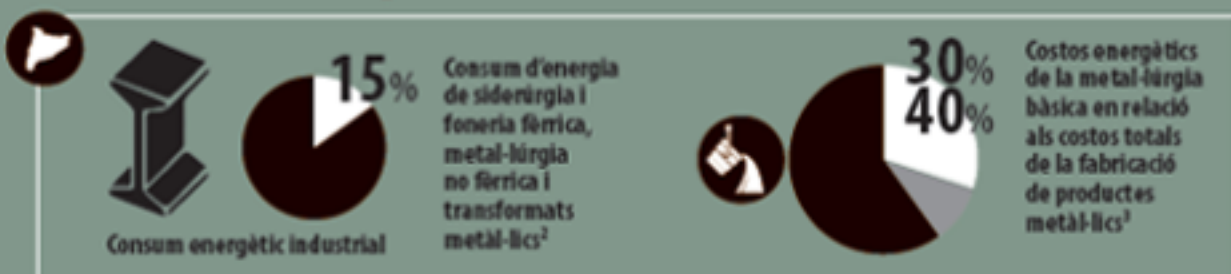 15%
Consum d'energia
de siderúrgia i
foneria fèrrica,
metal·lúrgia
no fèrrica i
transformats
metàl·lics²
Consum energètic industrial
30%
40%
Costos energètics
de la metal·lúrgia
bàsica en relació
als costos totals
de la fabricació
de productes
metàl·lics³